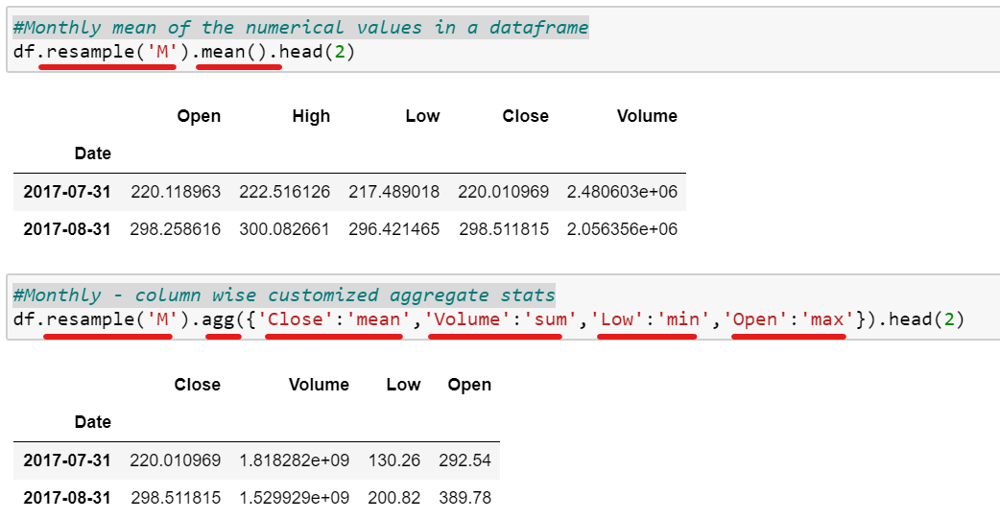 #Monthly mean of the numerical values in a dataframe
df.resample('M').mean().head(2)
Open High Low Close Volume
Date
2017-07-31 220.118963 222.516126 217.489018 220.010969 2.480603e+06
2017-08-31 298.258616 300.082661 296.421465 298.511815 2.056356e+06
#Monthly - column wise customized aggregate stats
df.resample('M').agg({'Close':'mean','Volume':'sum','Low':'min','Open':'max'}).head(2)
Close Volume Low Open
Date
2017-07-31 220.010969 1.818282e+09 130.26 292.54
2017-08-31 298.511815 1.529929e+09 200.82 389.78